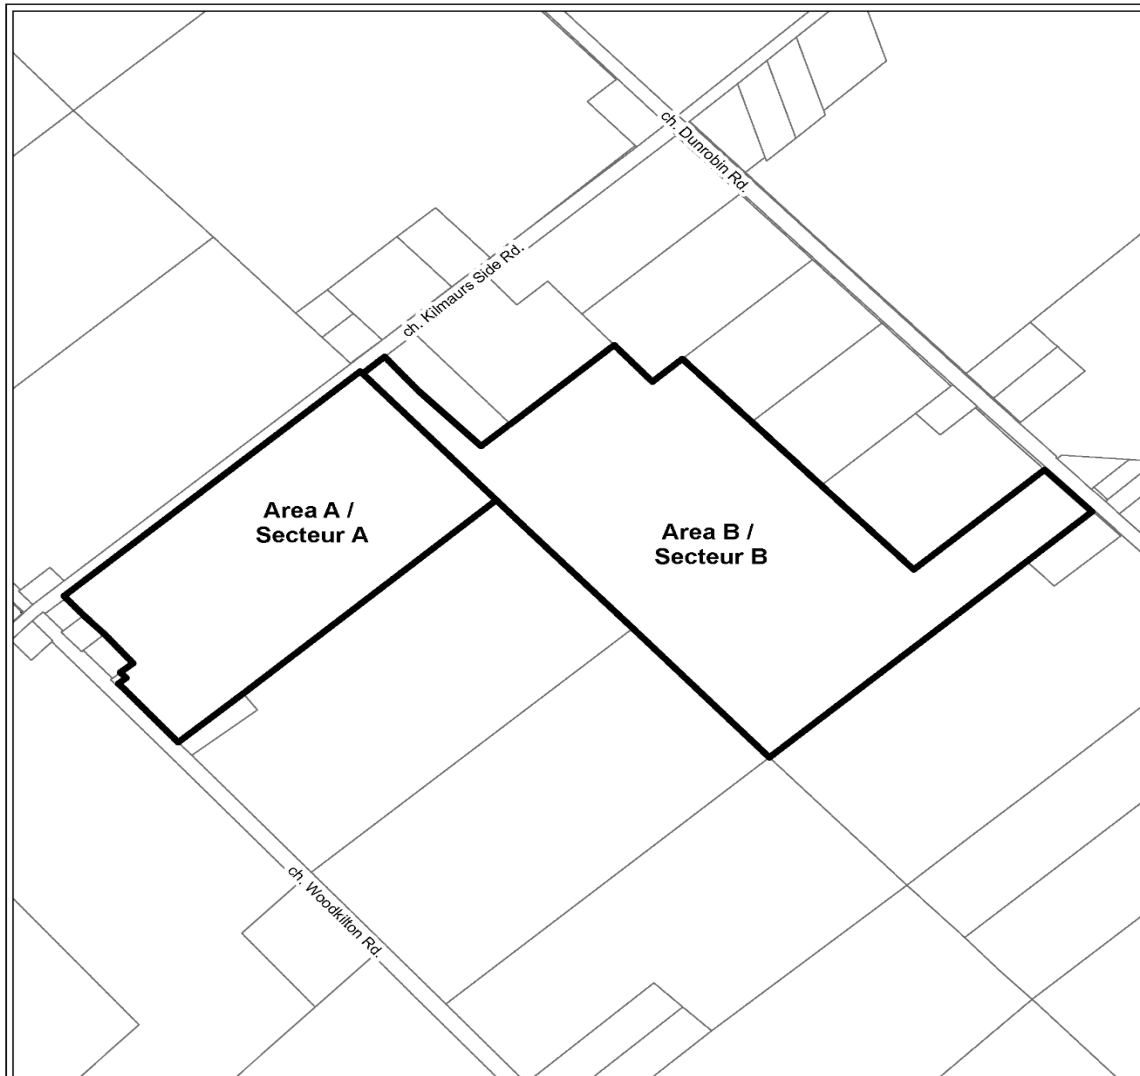 ch. Dunrobin Rd.
ch. Kilmaurs Side Rd.
Area A /
Secteur A
Area B /
Secteur B
ch. Woodkilton Rd.